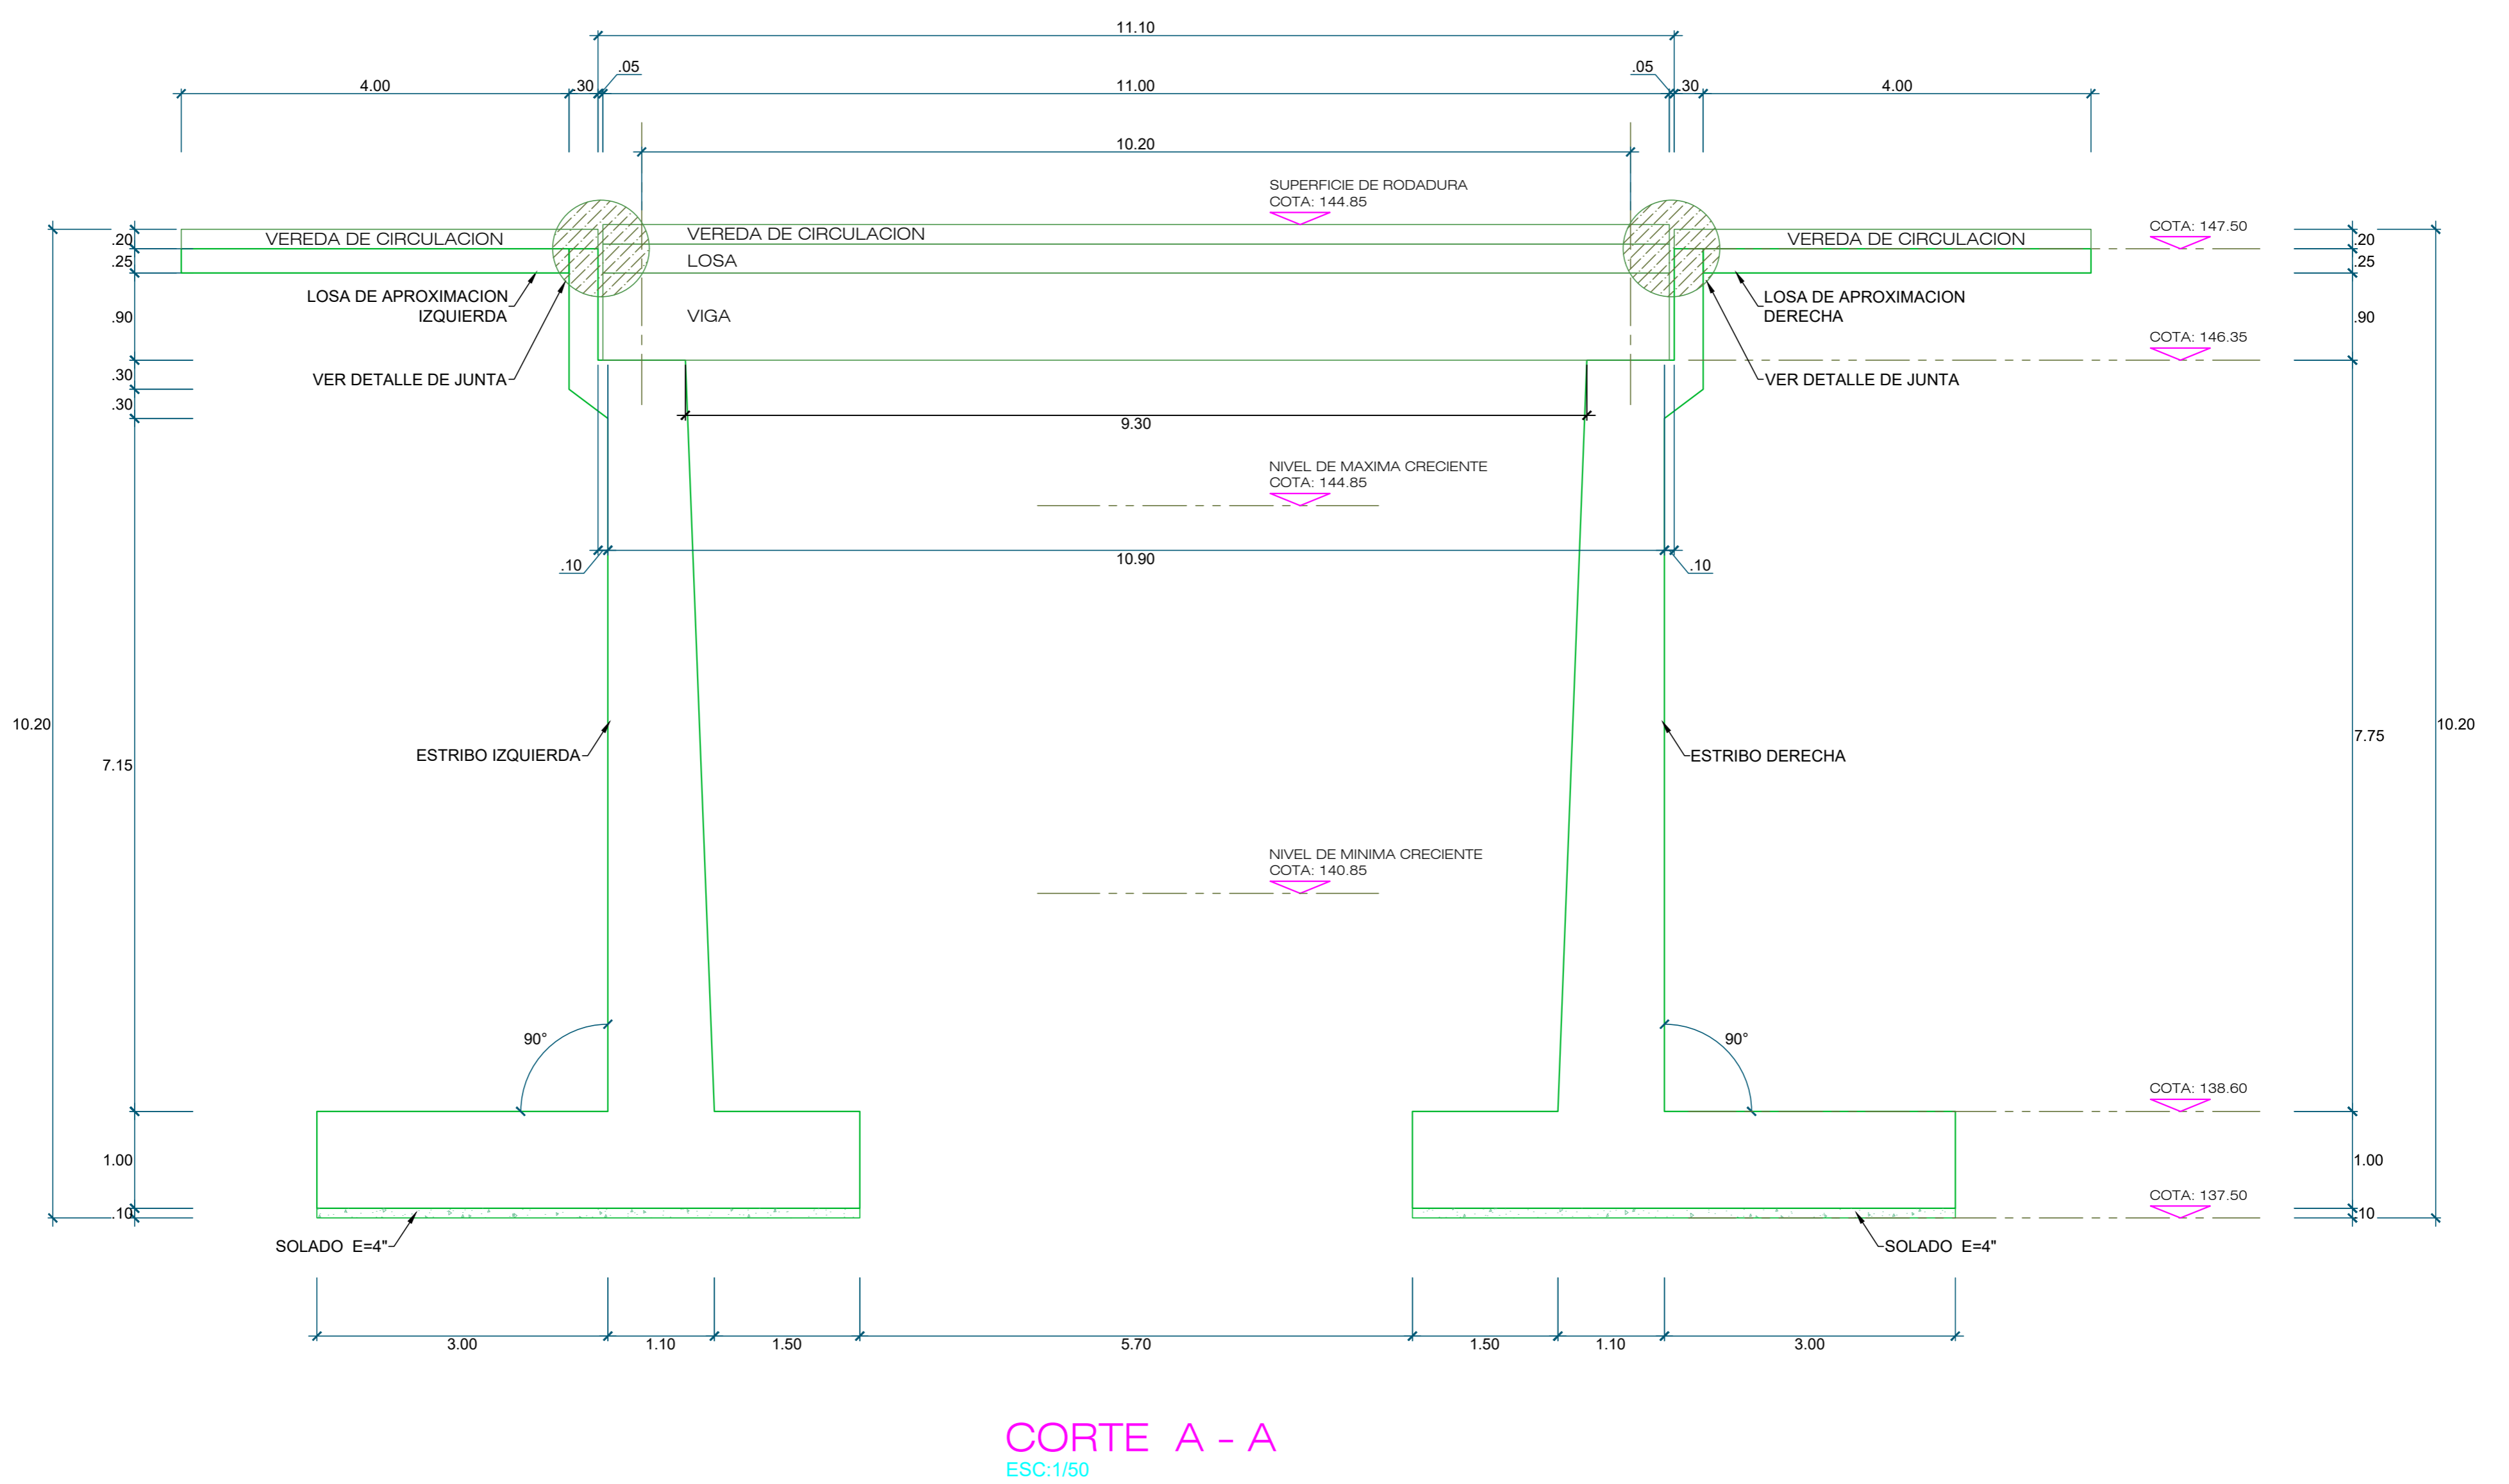 11.10
.05
.05
4.00
.30
11.00
.30
4.00
10.20
SUPERFICIE DE RODADURA
COTA: 144.85
COTA: 147.50
.20
VEREDA DE CIRCULACION
VEREDA DE CIRCULACION
VEREDA DE CIRCULACION
.20
.25
LOSA
.25
LOSA DE APROXIMACION
IZQUIERDA
LOSA DE APROXIMACION
DERECHA
.90
VIGA
.90
COTA: 146.35
.30
VER DETALLE DE JUNTA
VER DETALLE DE JUNTA
.30
9.30
NIVEL DE MAXIMA CRECIENTE
COTA: 144.85
.10
10.90
.10
10.20
7.15
ESTRIBO IZQUIERDA
ESTRIBO DERECHA
7.75
10.20
NIVEL DE MINIMA CRECIENTE
COTA: 140.85
90°
90°
COTA: 138.60
1.00
1.00
COTA: 137.50
.10
.10
SOLADO E=4"
SOLADO E=4"
3.00
1.10
1.50
5.70
1.50
1.10
3.00
CORTE A - A
ESC:1/50